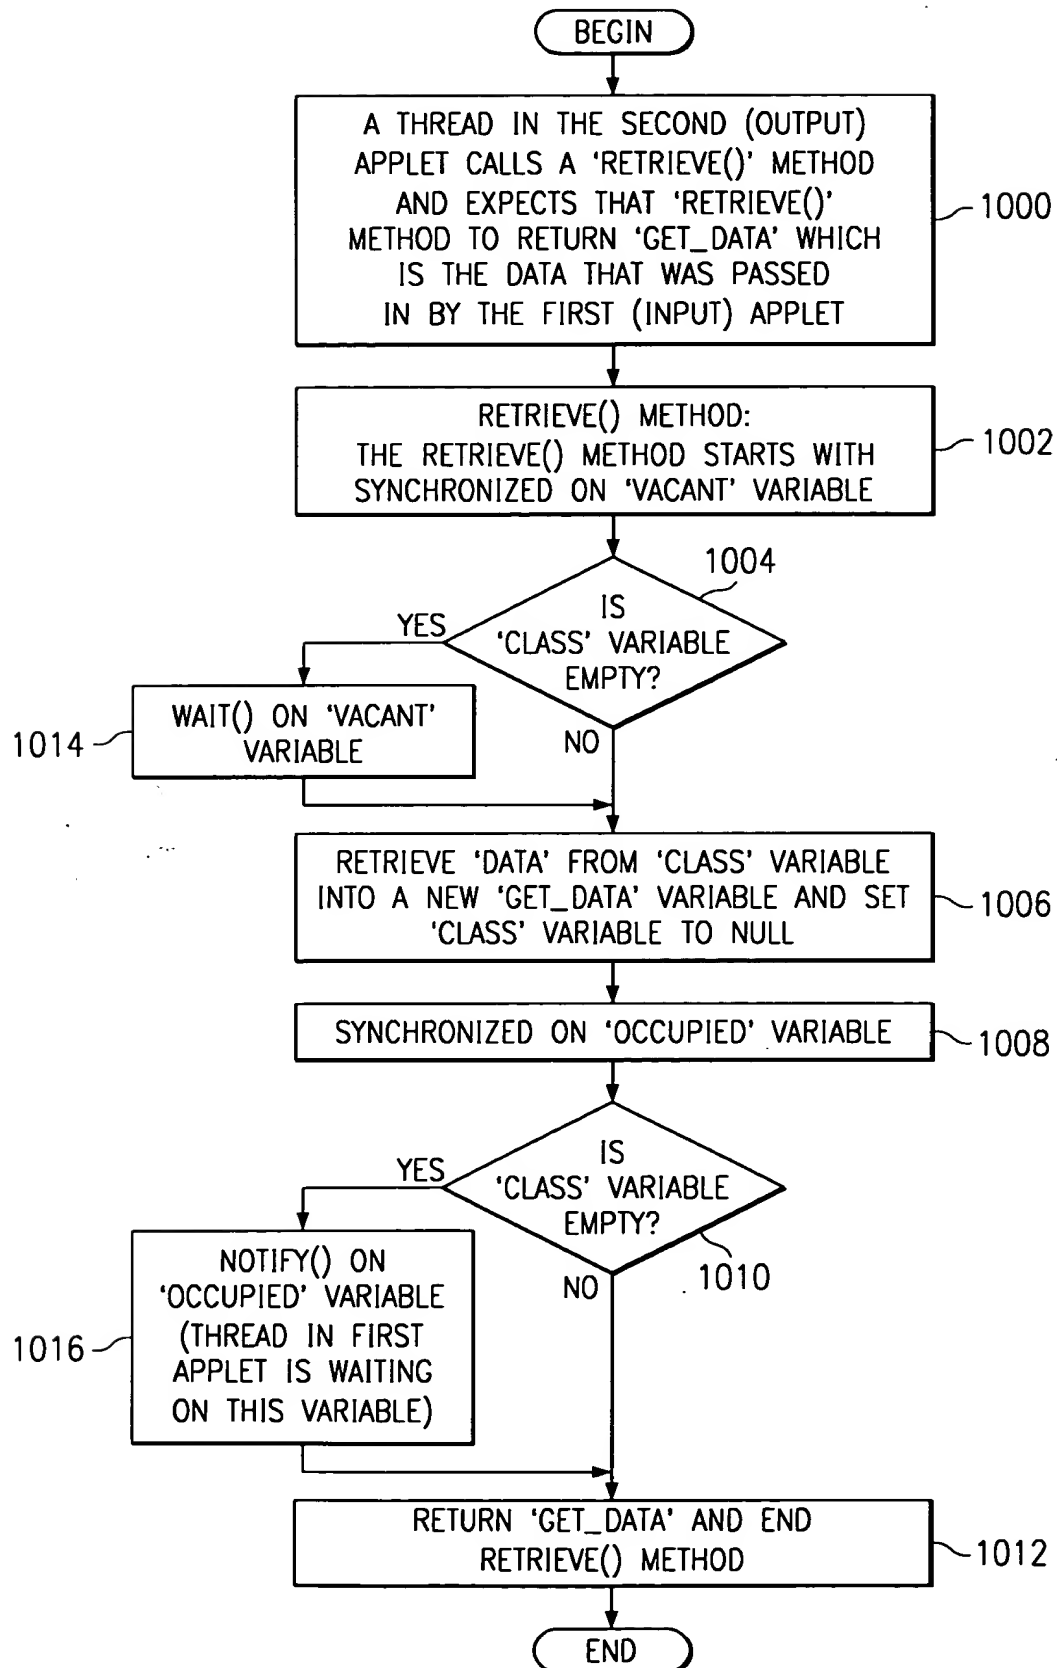 BEGIN
A THREAD IN THE SECOND (OUTPUT)
APPLET CALLS A 'RETRIEVE()' METHOD
AND EXPECTS THAT 'RETRIEVE()'
METHOD TO RETURN 'GET_DATA' WHICH
IS THE DATA THAT WAS PASSED
IN BY THE FIRST (INPUT) APPLET
1000
RETRIEVE() METHOD:
THE RETRIEVE() METHOD STARTS WITH
SYNCHRONIZED ON 'VACANT' VARIABLE
1002
1004
IS
'CLASS' VARIABLE
EMPTY?
YES
NO
WAIT() ON 'VACANT'
VARIABLE
1014
RETRIEVE 'DATA' FROM 'CLASS' VARIABLE
INTO A NEW 'GET_DATA' VARIABLE AND SET
'CLASS' VARIABLE TO NULL
1006
SYNCHRONIZED ON 'OCCUPIED' VARIABLE
1008
IS
'CLASS' VARIABLE
EMPTY?
YES
1010
NO
NOTIFY() ON
'OCCUPIED' VARIABLE
(THREAD IN FIRST
APPLET IS WAITING
ON THIS VARIABLE)
1016
RETURN 'GET_DATA' AND END
RETRIEVE() METHOD
1012
END